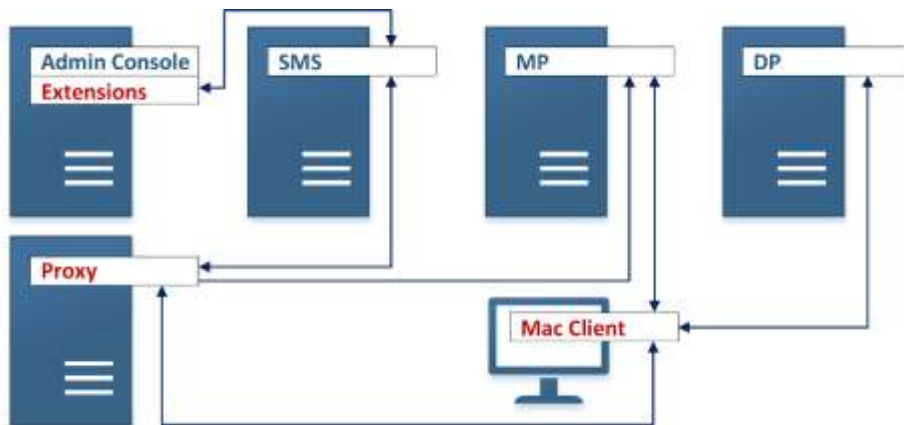 Admin Console
Extensions
SMS
MP
DP
Proxy
Mac Client